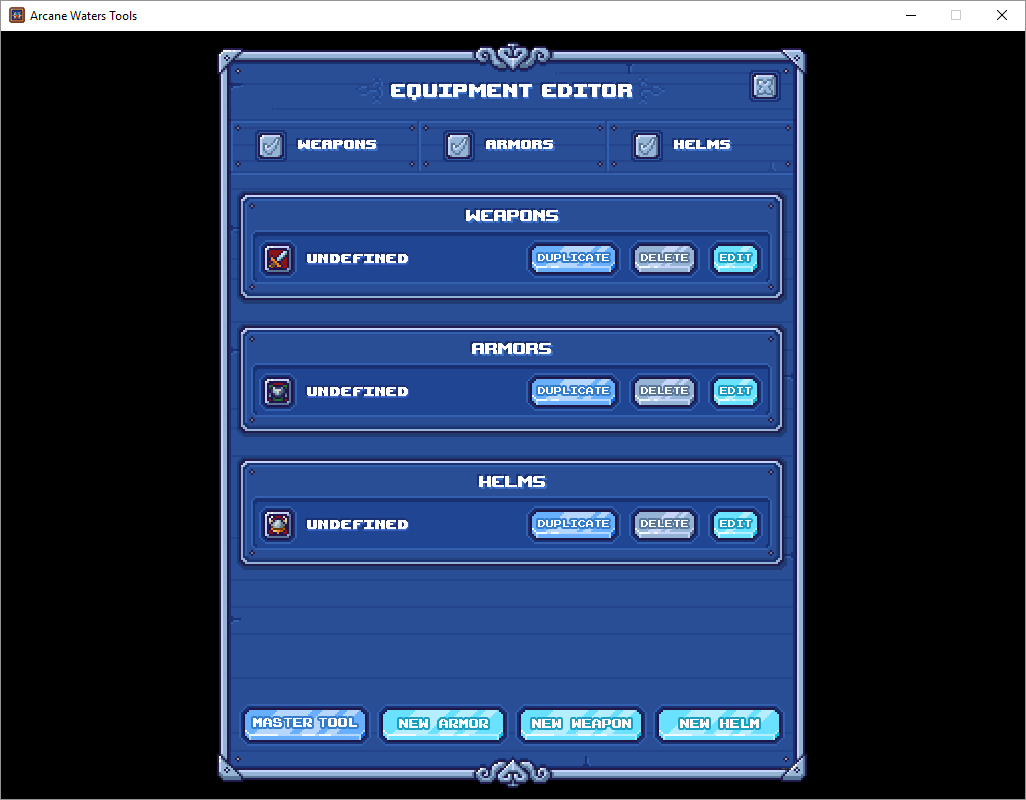 Arcane Waters Tools
EQUIPMENT EDITOR
WEAPONS ARMORS HELMS
WEAPONS
UNDEFINED DUPLICATE DELETE EDIT
ARMORS
UNDEFINED DUPLICATE DELETE EDIT
HELMS
UNDEFINED DUPLICATE DELETE EDIT
MASTER TOOL NEW ARMOR NEW WEAPON NEW HELM